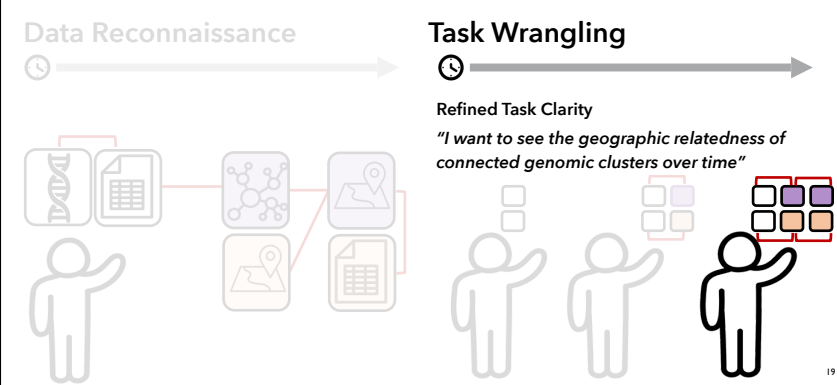 Data Reconnaissance
Task Wrangling
Refined Task Clarity
"I want to see the geographic relatedness of
connected genomic clusters over time"
19